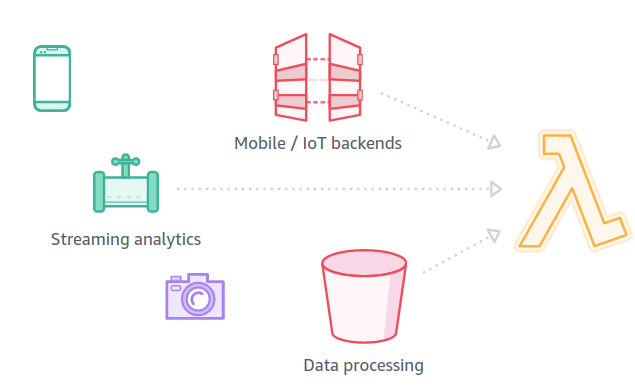 Mobile / IoT backends
Streaming analytics
Data processing